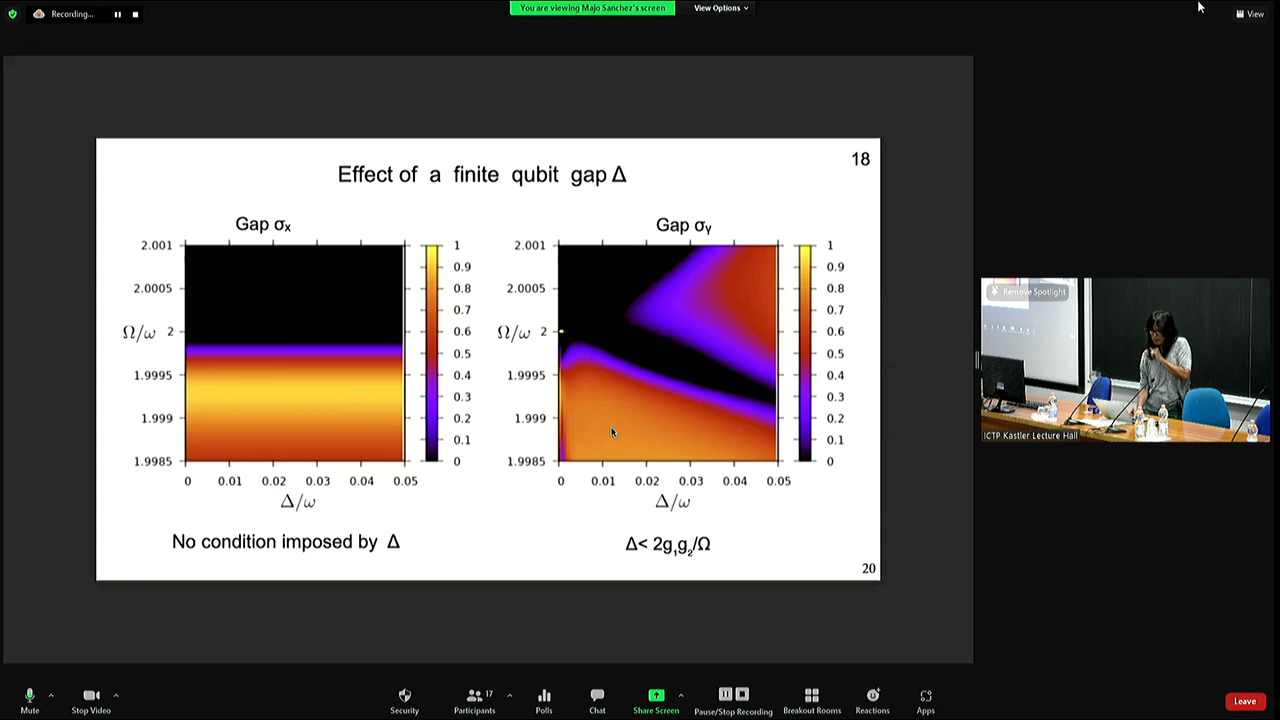 Recording...
You are viewing Majo Sanchez's screen
View Options
View
18
Effect of a finite qubit gap Δ
Gap σx
2.001
2.0005
Ω/ω 2
1.9995
1.999
1.9985
0 0.01 0.02 0.03 0.04 0.05
Δ/ω
1
0.9
0.8
0.7
0.6
0.5
0.4
0.3
0.2
0.1
0
No condition imposed by Δ
Gap σy
2.001
2.0005
Ω/ω 2
1.9995
1.999
1.9985
0 0.01 0.02 0.03 0.04 0.05
Δ/ω
1
0.9
0.8
0.7
0.6
0.5
0.4
0.3
0.2
0.1
0
Δ< 2g₁g₂/Ω
20
Remove Spotlight
ICTP Kastler Lecture Hall
Mute
Stop Video
Security
Participants 17
Polls
Chat
Share Screen
Pause/Stop Recording
Breakout Rooms
Reactions
Apps
Leave